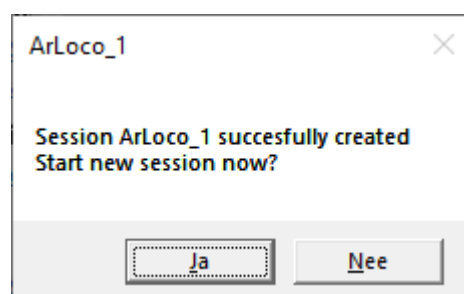 ArLoco_1
Session ArLoco_1 succesfully created
Start new session now?
Ja
Nee